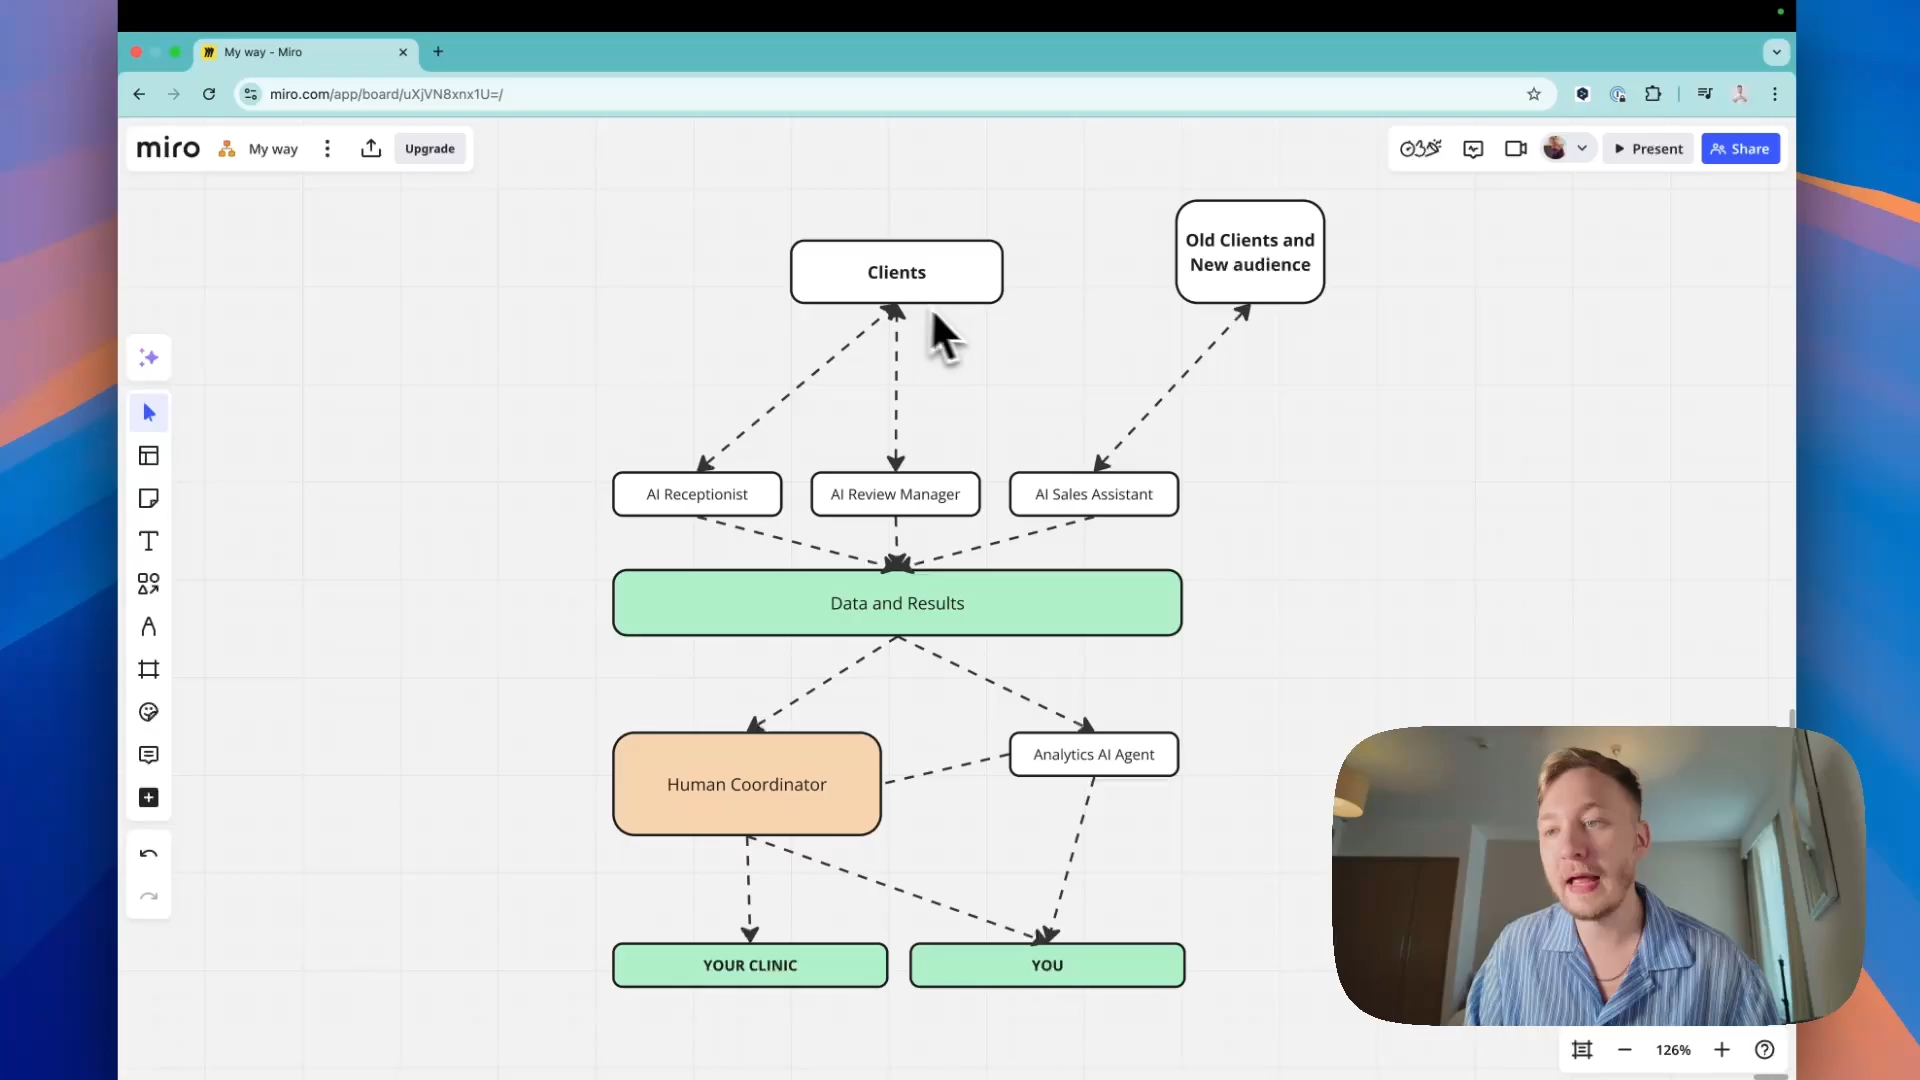 My way - Miro
miro.com/app/board/uXjVN8xnx1U=/
miro
My way
Upgrade
Present
Share
Old Clients and
New audience
Clients
AI Receptionist
AI Review Manager
AI Sales Assistant
Data and Results
Human Coordinator
Analytics AI Agent
YOUR CLINIC
YOU
126%